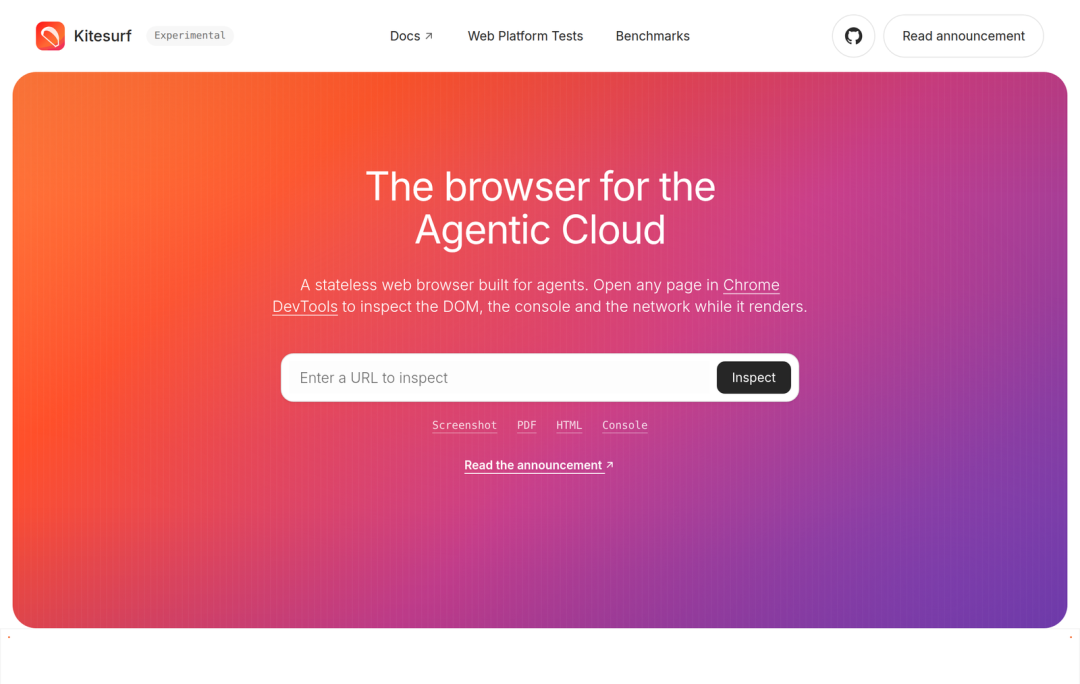 Kitesurf
Experimental
Docs ↗
Web Platform Tests
Benchmarks
Read announcement
The browser for the
Agentic Cloud
A stateless web browser built for agents. Open any page in Chrome
DevTools to inspect the DOM, the console and the network while it renders.
Enter a URL to inspect
Inspect
Screenshot
PDF
HTML
Console
Read the announcement ↗